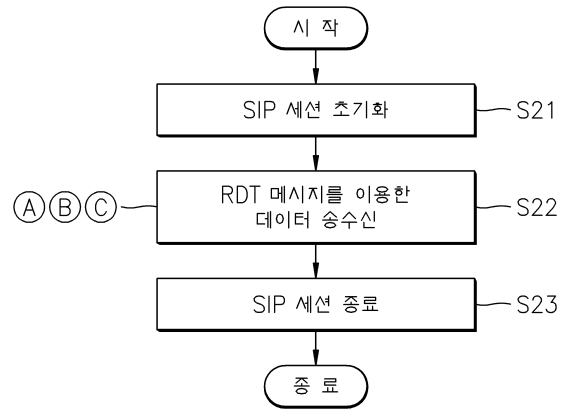 시 작
SIP 세션 초기화
S21
RDT 메시지를 이용한
데이터 송수신
A B C
S22
SIP 세션 종료
S23
종 료